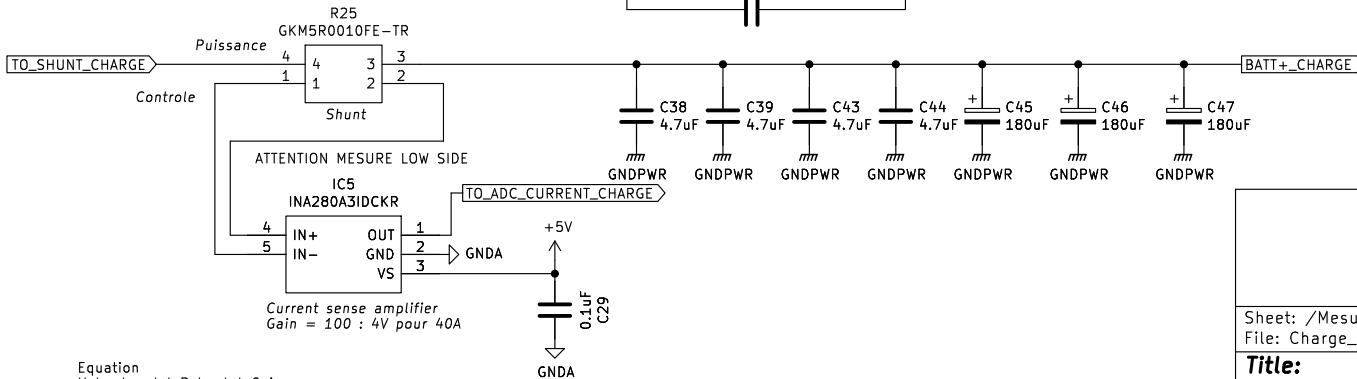 R25
GKM5R0010FE-TR
Puissance
TO_SHUNT_CHARGE
4 4 3 3
1 1 2 2
BATT+_CHARGE
Controle
Shunt
+ + +
C38 C39 C43 C44 C45 C46 C47
4.7uF 4.7uF 4.7uF 4.7uF 180uF 180uF 180uF
GNDPWR GNDPWR GNDPWR GNDPWR GNDPWR GNDPWR GNDPWR
ATTENTION MESURE LOW SIDE
IC5
INA280A3IDCKR
TO_ADC_CURRENT_CHARGE
4 IN+ OUT 1
5 IN- GND 2 GNDA
VS 3
+5V
0.1uF
C29
GNDA
Current sense amplifier
Gain = 100 : 4V pour 40A
Equation
Sheet: /Mesu
File: Charge_
Title: